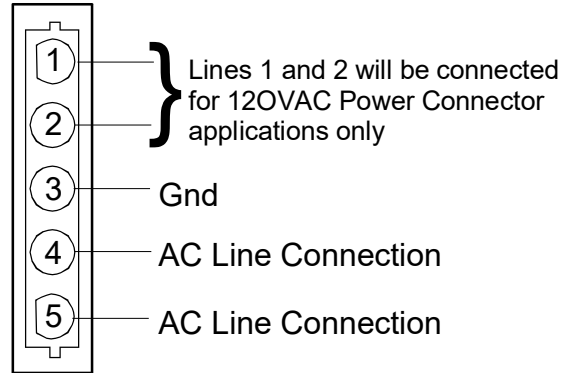 1
Lines 1 and 2 will be connected
for 12OVAC Power Connector
2
applications only
3
Gnd
4
AC Line Connection
5
AC Line Connection